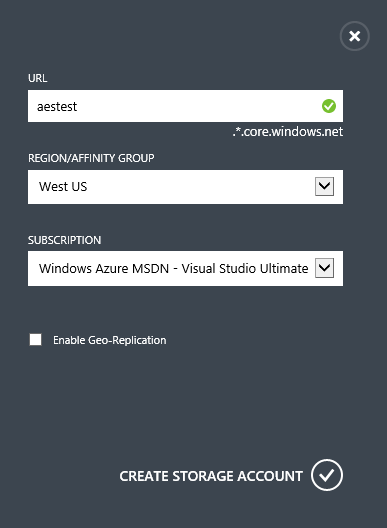 URL
aestest
.*.core.windows.net
REGION/AFFINITY GROUP
West US
SUBSCRIPTION
Windows Azure MSDN - Visual Studio Ultimate
Enable Geo-Replication
CREATE STORAGE ACCOUNT